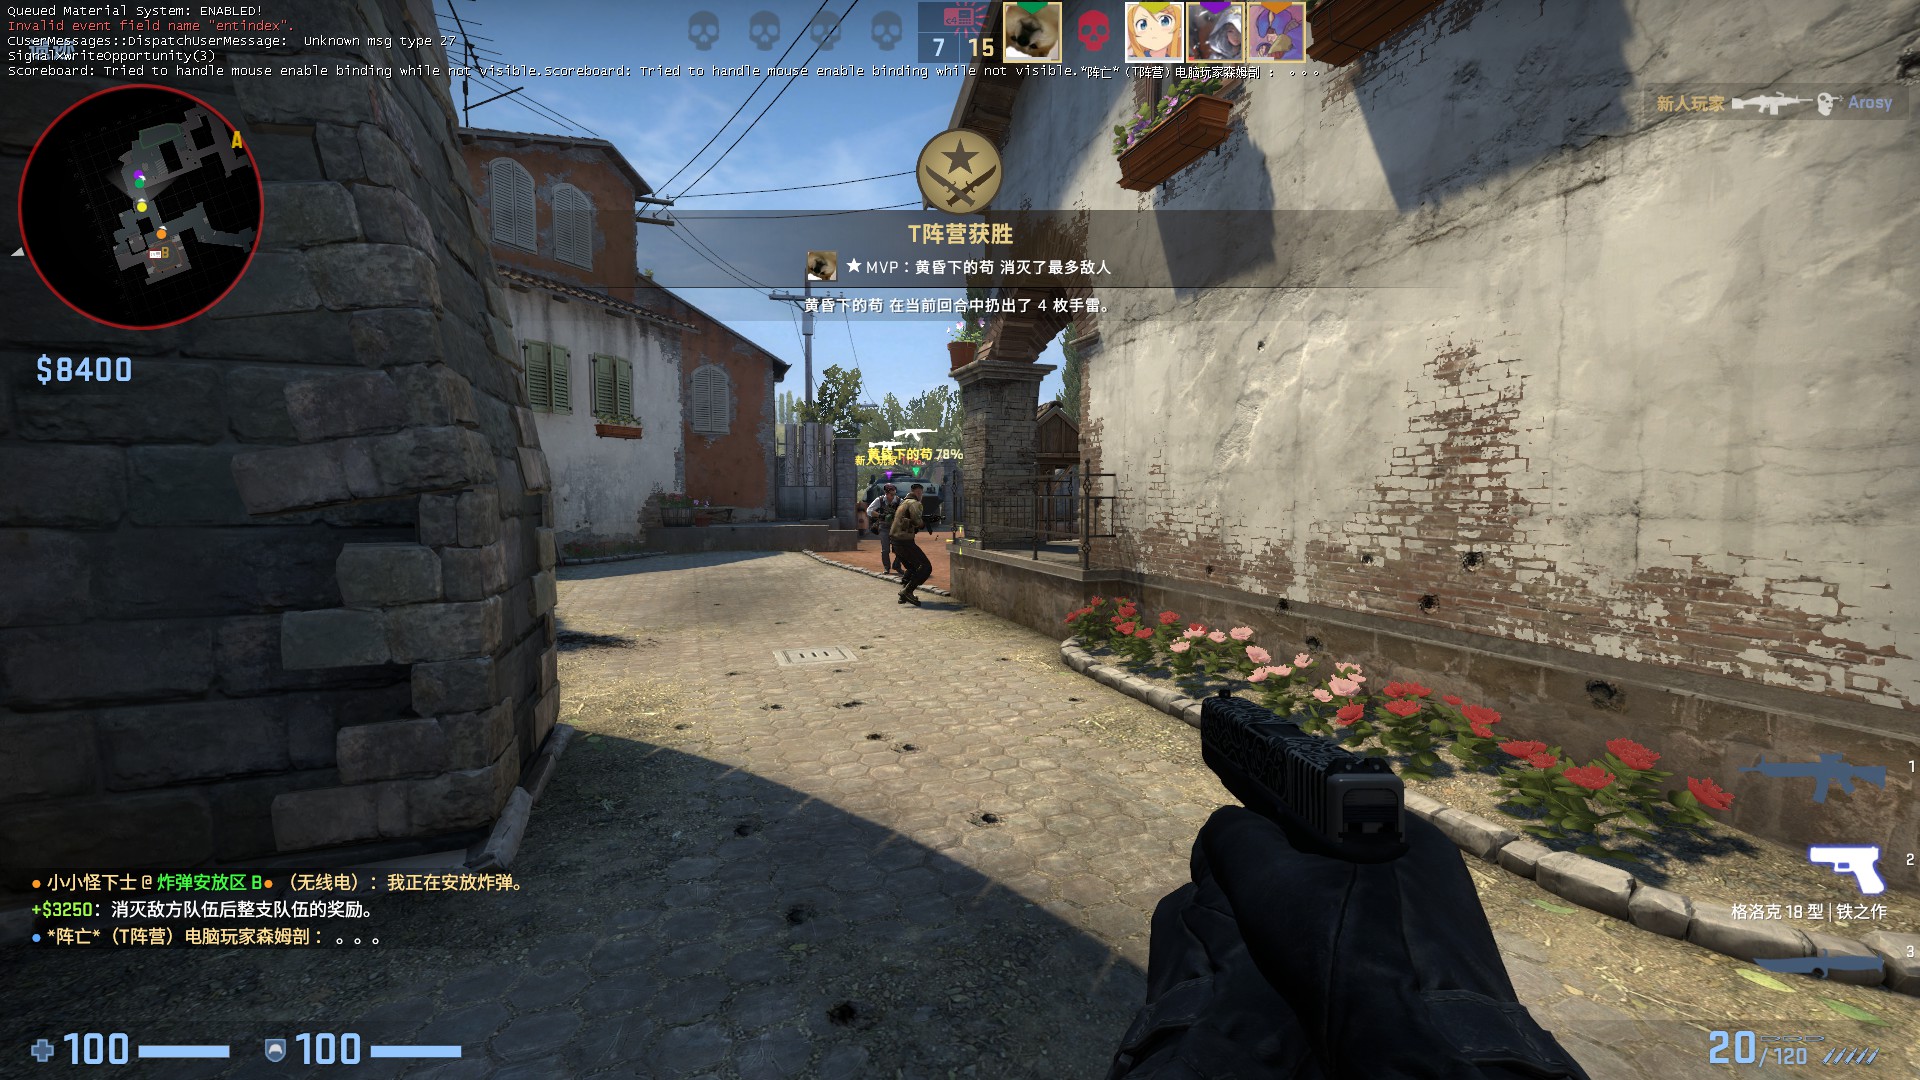 Queued Material System: ENABLED!
Invalid event field name "entindex".
CUserMessages::DispatchUserMessage:  Unknown msg type 27
SignalXWriteOpportunity(3)
Scoreboard: Tried to handle mouse enable binding while not visible.Scoreboard: Tried to handle mouse enable binding while not visible.*阵亡*（T阵营）电脑玩家森姆剖： 。。。
7 15
新人玩家 Arosy
A
B
T阵营获胜
MVP：黄昏下的苟 消灭了最多敌人
黄昏下的苟 在当前回合中扔出了 4 枚手雷。
$8400
黄昏下的苟 78%
新人玩家
1
2
格洛克 18 型 | 铁之作
3
小小怪下士 @ 炸弹安放区 B （无线电）：我正在安放炸弹。
+$3250：消灭敌方队伍后整支队伍的奖励。
*阵亡*（T阵营）电脑玩家森姆剖： 。。。
100 100
20 / 120